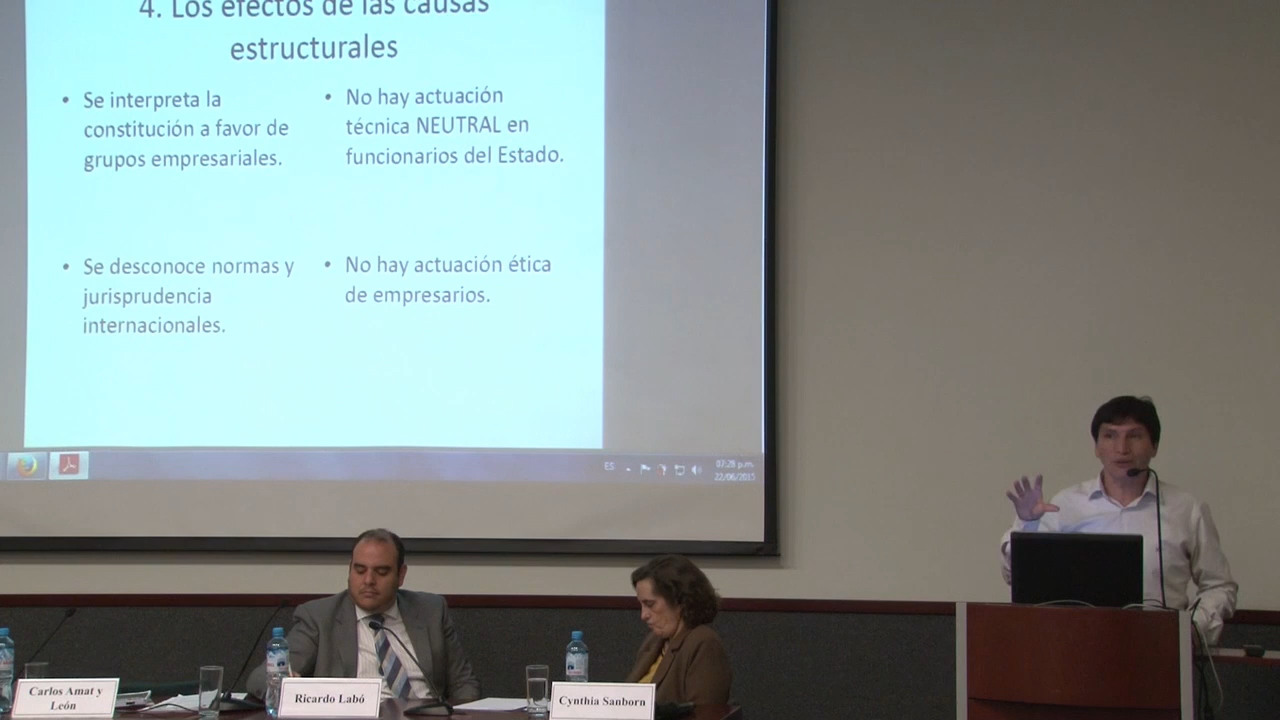 4. Los efectos de las causas
estructurales
• Se interpreta la
constitución a favor de
grupos empresariales.
• No hay actuación
técnica NEUTRAL en
funcionarios del Estado.
• Se desconoce normas y
jurisprudencia
internacionales.
• No hay actuación ética
de empresarios.
ES
07:28 p.m.
22/06/2015
Carlos Amat y
León
Ricardo Labó
Cynthia Sanborn